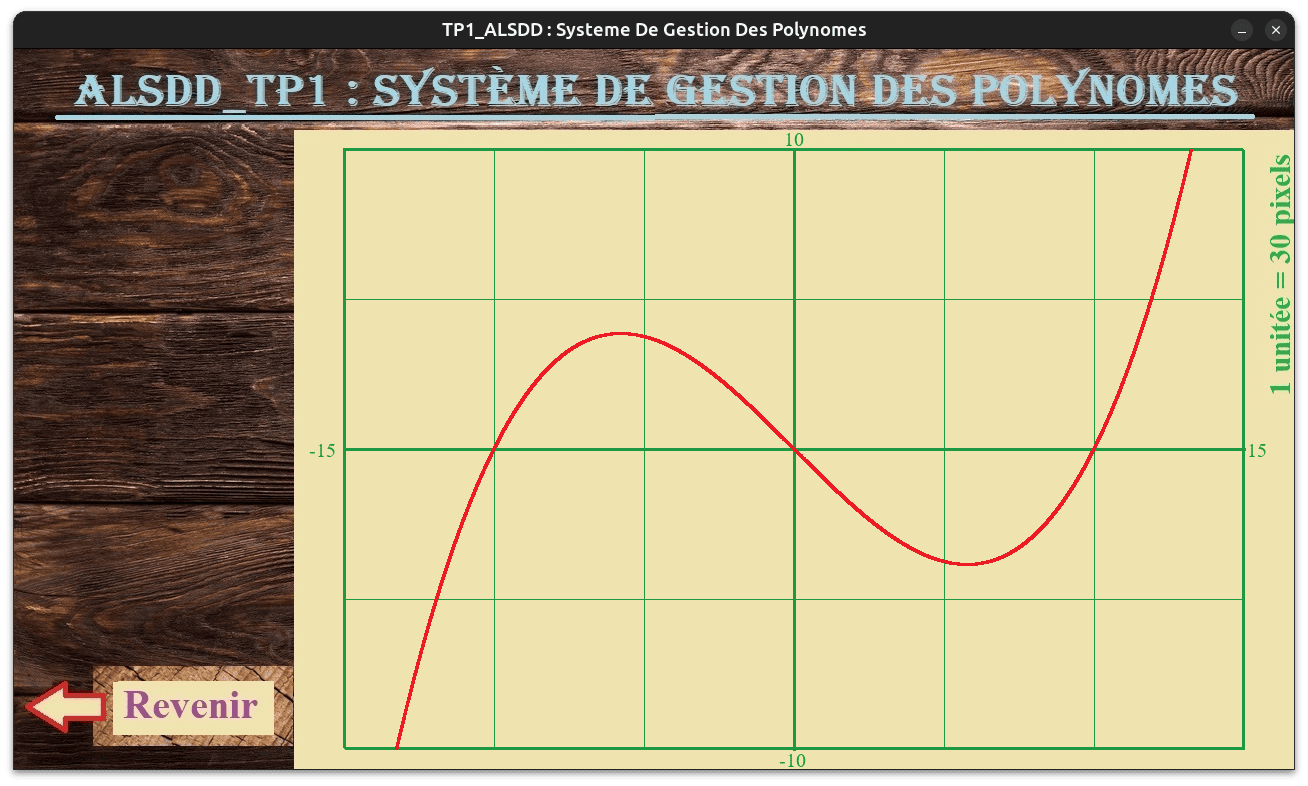 TP1_ALSDD : Systeme De Gestion Des Polynomes
ALSDD_TP1 : SYSTÈME DE GESTION DES POLYNOMES
10
1 unitée = 30 pixels
-15
15
Revenir
-10